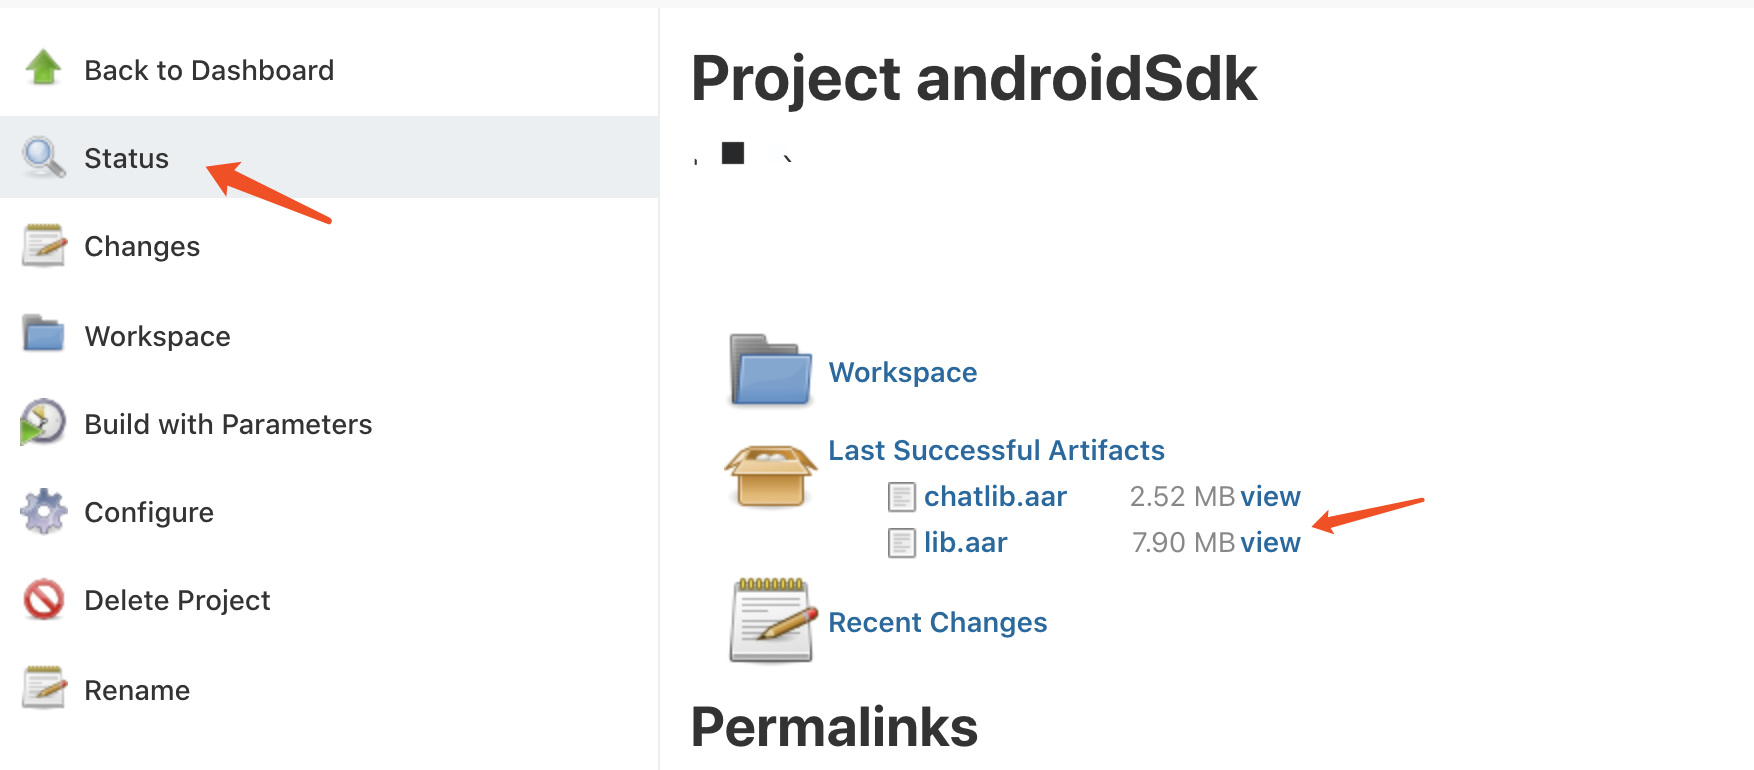 Back to Dashboard
Status
Changes
Workspace
Build with Parameters
Configure
Delete Project
Rename
Project androidSdk
Workspace
Last Successful Artifacts
chatlib.aar 2.52 MB view
lib.aar 7.90 MB view
Recent Changes
Permalinks